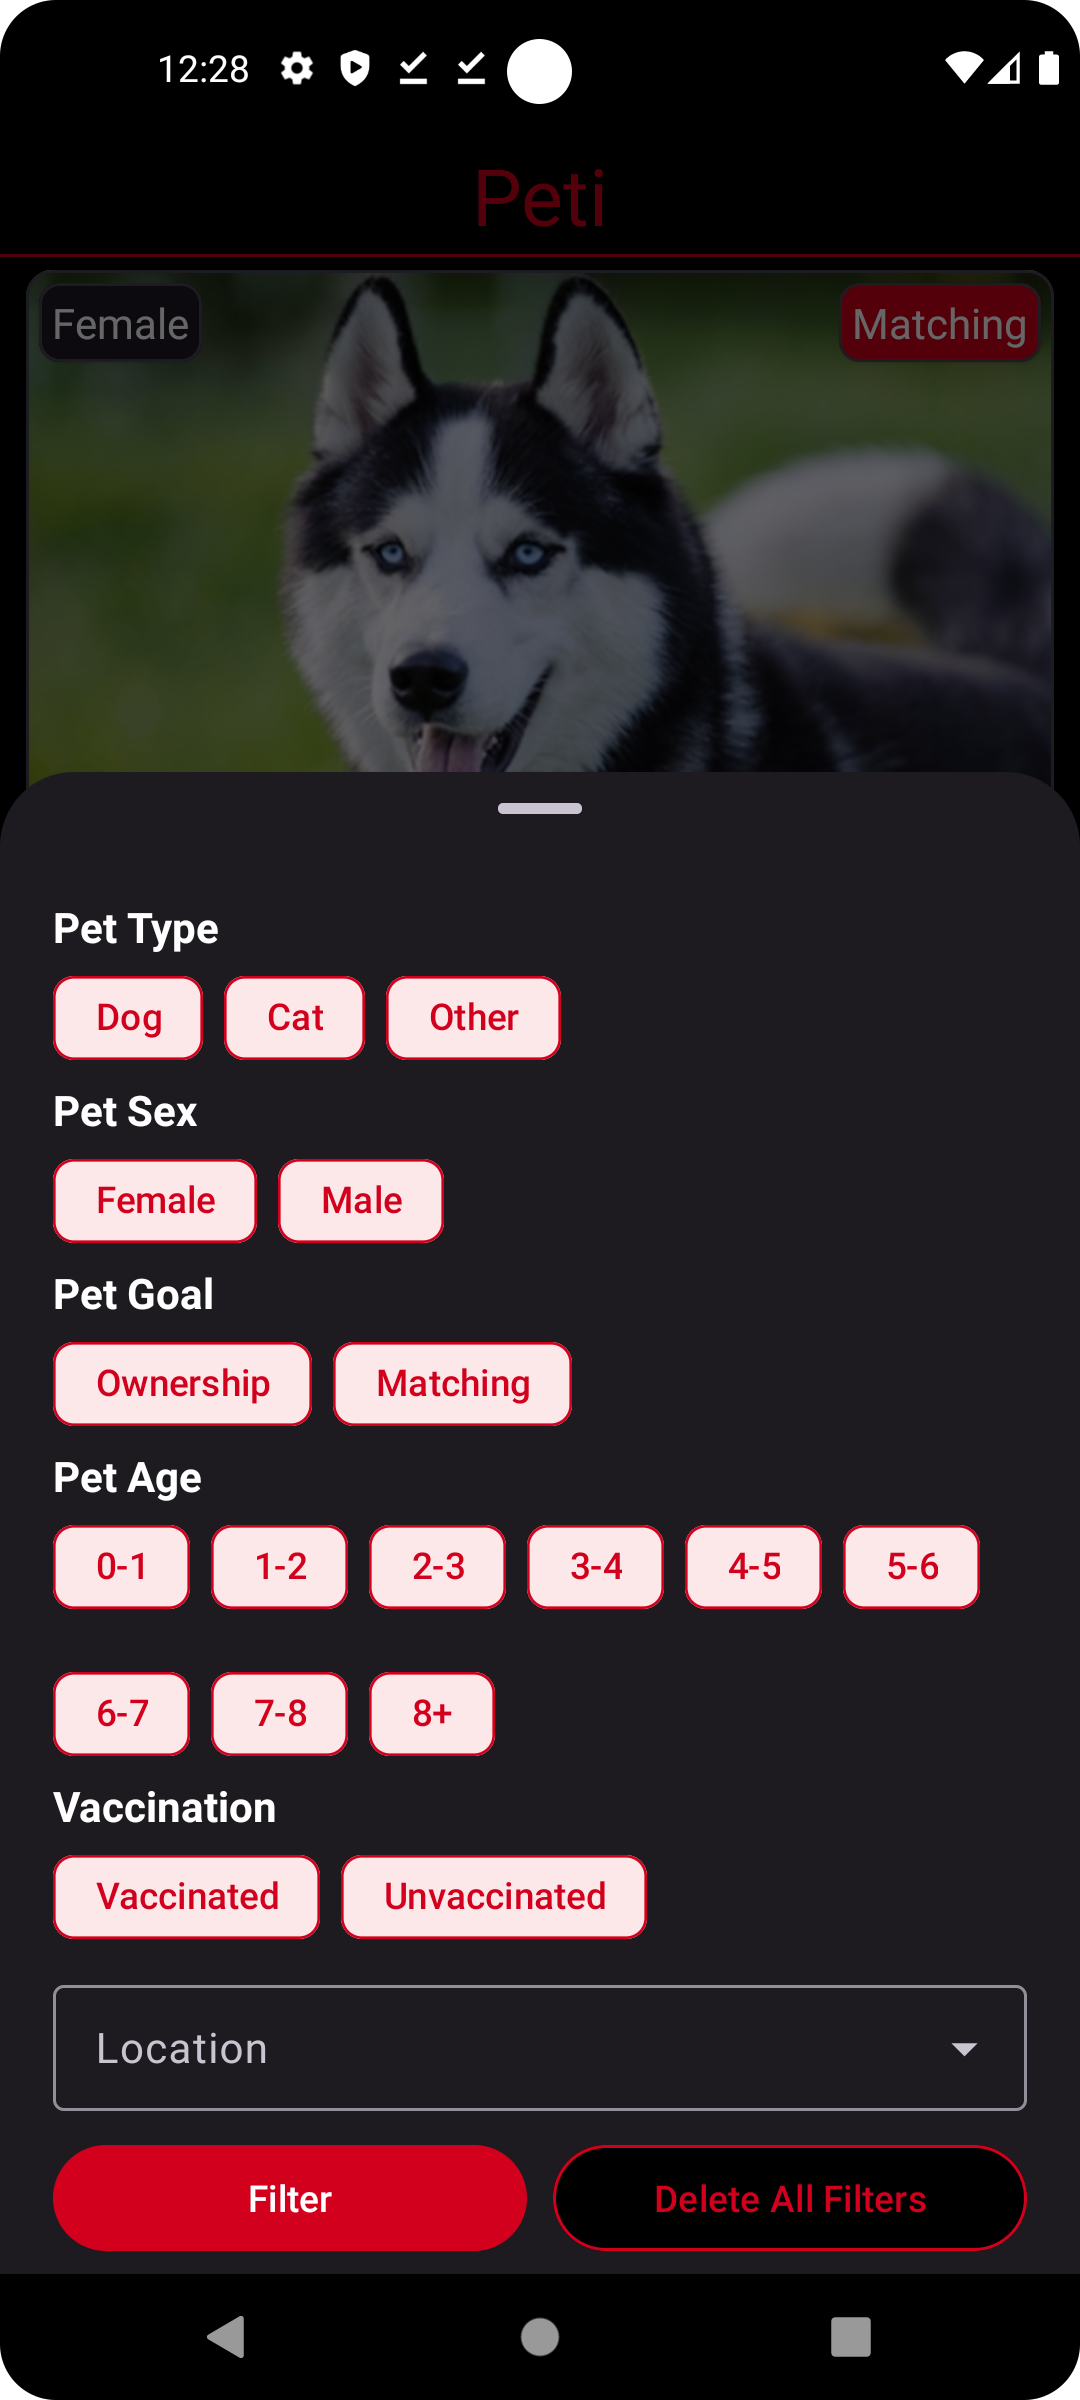 12:28
Peti
Female Matching
Pet Type
Dog Cat Other
Pet Sex
Female Male
Pet Goal
Ownership Matching
Pet Age
0-1 1-2 2-3 3-4 4-5 5-6
6-7 7-8 8+
Vaccination
Vaccinated Unvaccinated
Location
Filter Delete All Filters